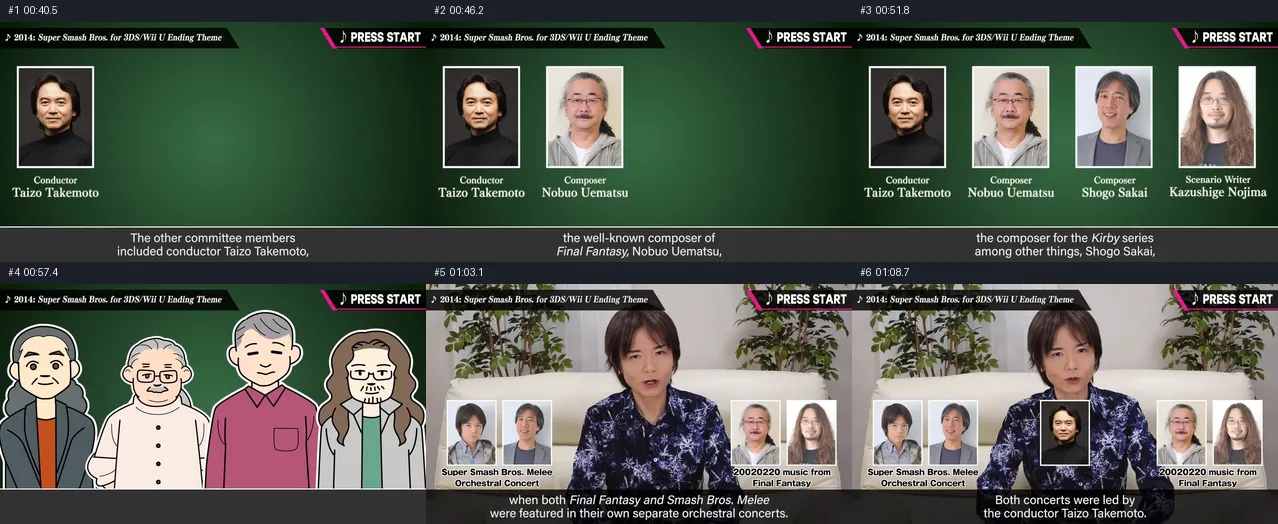 #1 00:40.5
♪ 2014: Super Smash Bros. for 3DS/Wii U Ending Theme
♪ PRESS START
Conductor
Taizo Takemoto
The other committee members
included conductor Taizo Takemoto,
#2 00:46.2
♪ 2014: Super Smash Bros. for 3DS/Wii U Ending Theme
♪ PRESS START
Conductor
Taizo Takemoto
Composer
Nobuo Uematsu
the well-known composer of
Final Fantasy, Nobuo Uematsu,
#3 00:51.8
♪ 2014: Super Smash Bros. for 3DS/Wii U Ending Theme
♪ PRESS START
Conductor
Taizo Takemoto
Composer
Nobuo Uematsu
Composer
Shogo Sakai
Scenario Writer
Kazushige Nojima
the composer for the Kirby series
among other things, Shogo Sakai,
#4 00:57.4
♪ 2014: Super Smash Bros. for 3DS/Wii U Ending Theme
♪ PRESS START
#5 01:03.1
♪ 2014: Super Smash Bros. for 3DS/Wii U Ending Theme
♪ PRESS START
Super Smash Bros. Melee
Orchestral Concert
20020220 music from
Final Fantasy
when both Final Fantasy and Smash Bros. Melee
were featured in their own separate orchestral concerts.
#6 01:08.7
♪ 2014: Super Smash Bros. for 3DS/Wii U Ending Theme
♪ PRESS START
Super Smash Bros. Melee
Orchestral Concert
20020220 music from
Final Fantasy
Both concerts were led by
the conductor Taizo Takemoto.